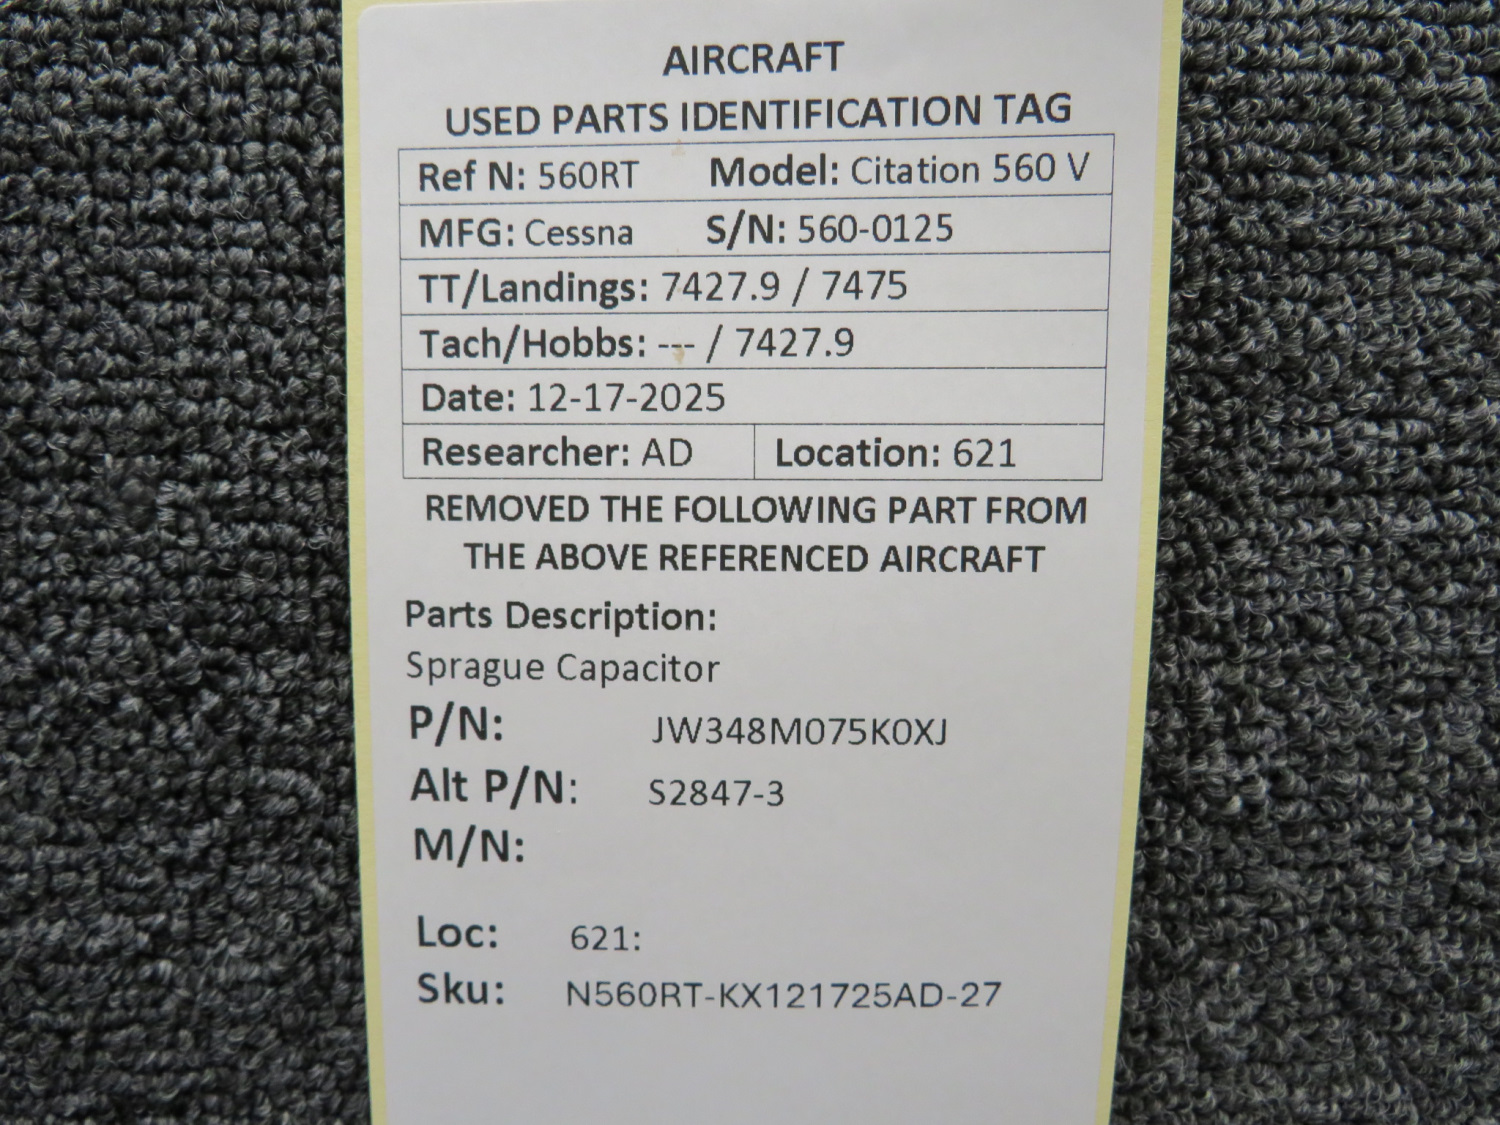 AIRCRAFT
USED PARTS IDENTIFICATION TAG
Ref N: 560RT Model: Citation 560 V
MFG: Cessna S/N: 560-0125
TT/Landings: 7427.9 / 7475
Tach/Hobbs: --- / 7427.9
Date: 12-17-2025
Researcher: AD Location: 621
REMOVED THE FOLLOWING PART FROM
THE ABOVE REFERENCED AIRCRAFT
Parts Description:
Sprague Capacitor
P/N: JW348M075K0XJ
Alt P/N: S2847-3
M/N:
Loc: 621:
Sku: N560RT-KX121725AD-27